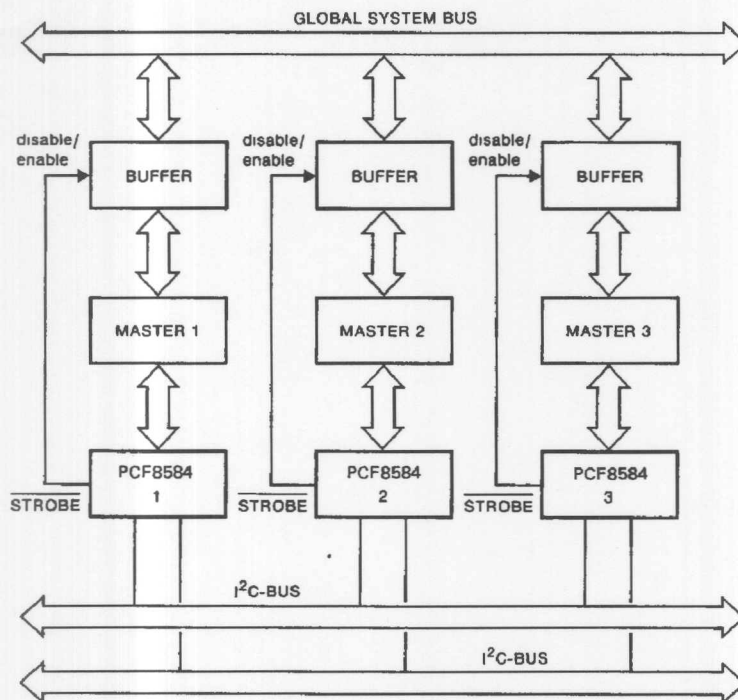 GLOBAL SYSTEM BUS
disable/
enable
BUFFER
disable/
enable
BUFFER
disable/
enable
BUFFER
MASTER 1
MASTER 2
MASTER 3
PCF8584
1
STROBE
PCF8584
2
STROBE
PCF8584
3
STROBE
I²C-BUS
I²C-BUS